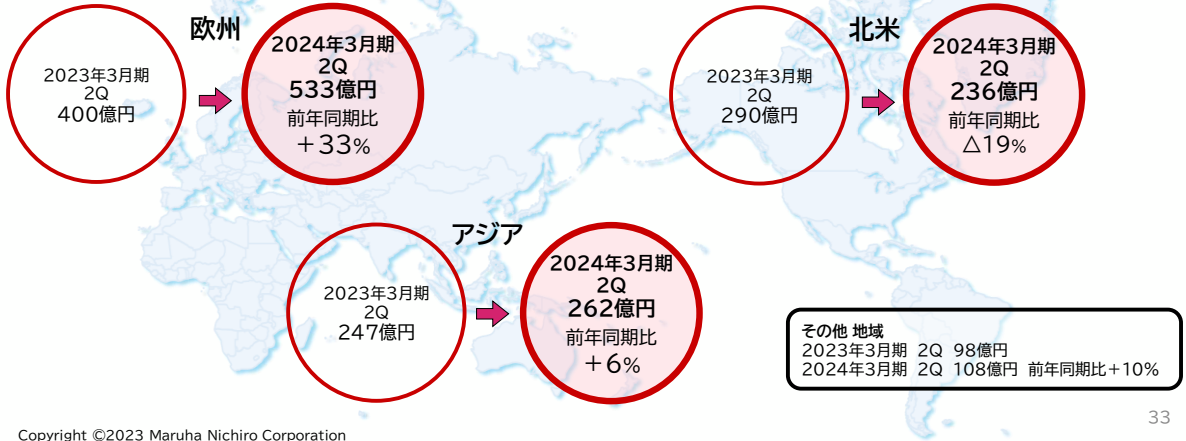 欧州
2023年3月期
2Q
400億円
2024年3月期
2Q
533億円
前年同期比
＋33%
北米
2023年3月期
2Q
290億円
2024年3月期
2Q
236億円
前年同期比
△19%
アジア
2023年3月期
2Q
247億円
2024年3月期
2Q
262億円
前年同期比
＋6%
その他 地域
2023年3月期 2Q 98億円
2024年3月期 2Q 108億円 前年同期比＋10%
33
Copyright ©2023 Maruha Nichiro Corporation